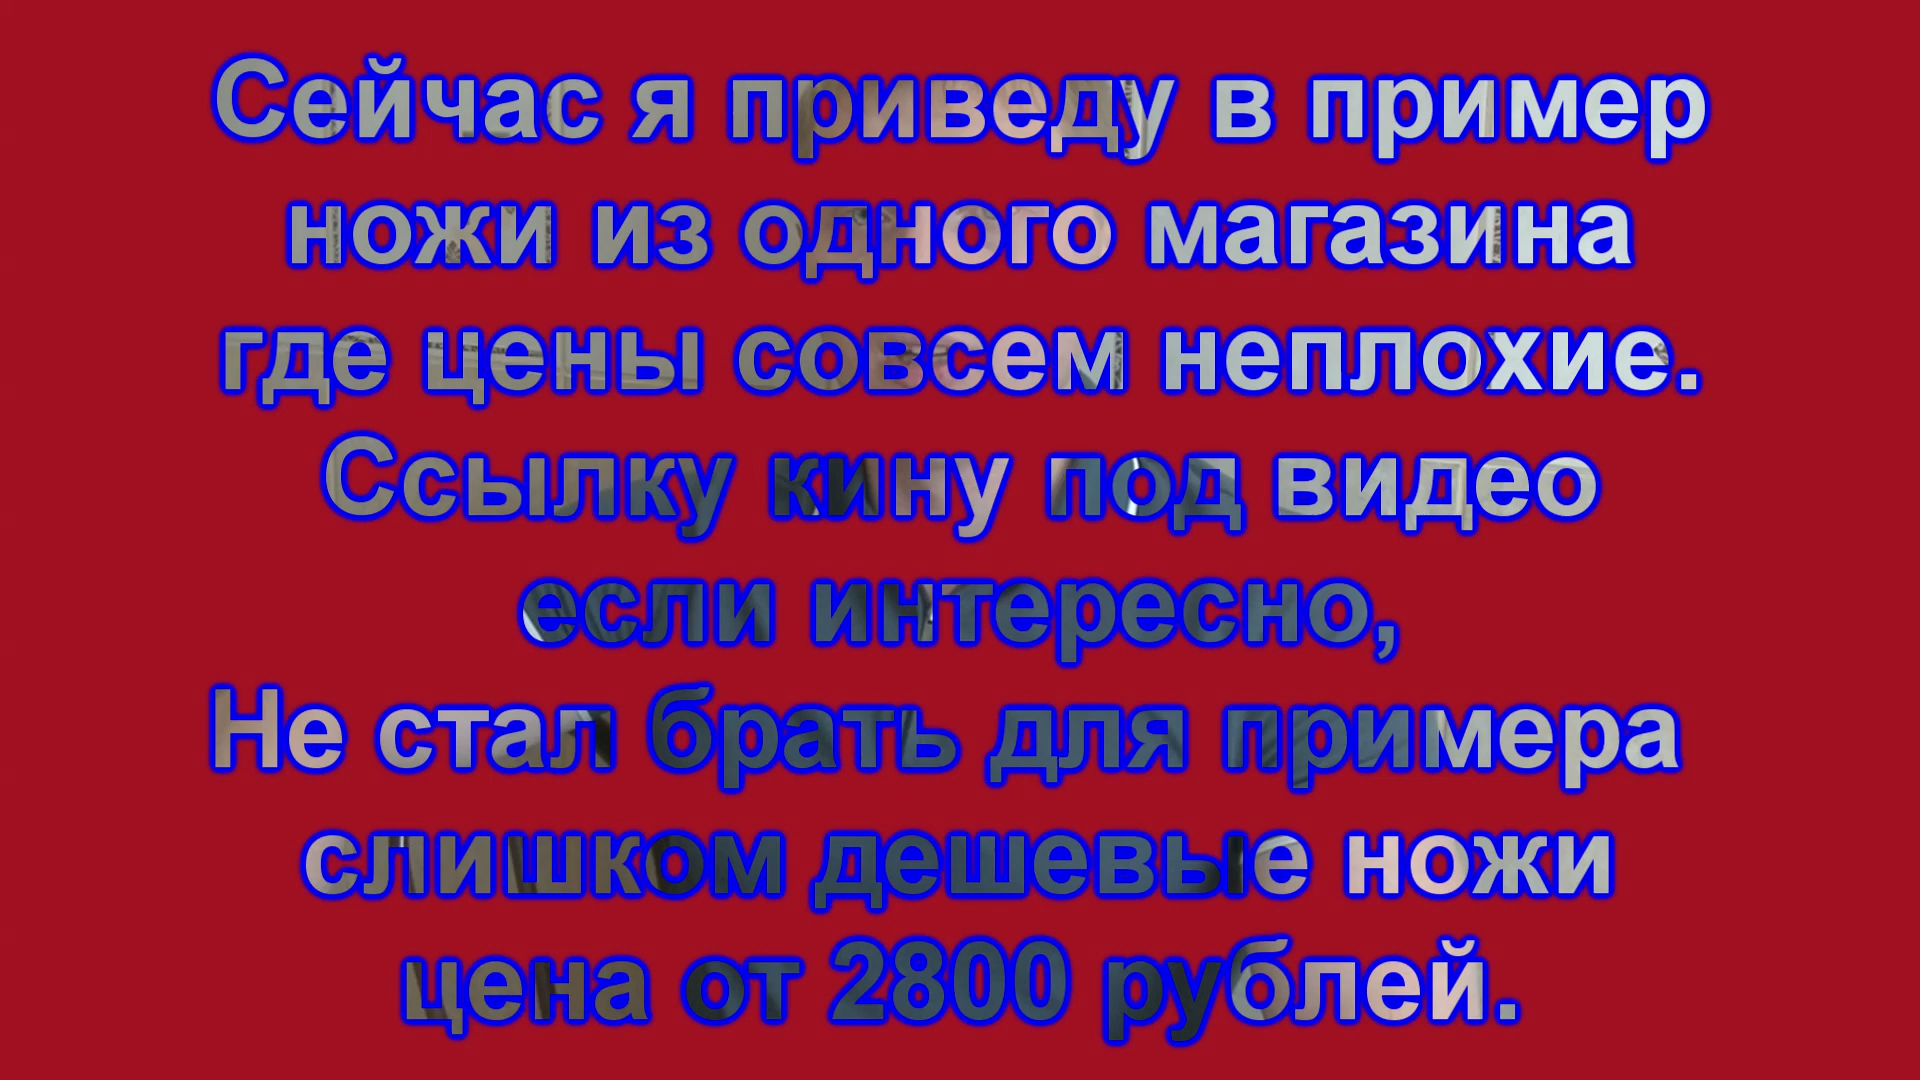 Сейчас я приведу в пример
ножи из одного магазина
где цены совсем неплохие.
Ссылку кину под видео
если интересно,
Не стал брать для примера
слишком дешевые ножи
цена от 2800 рублей.